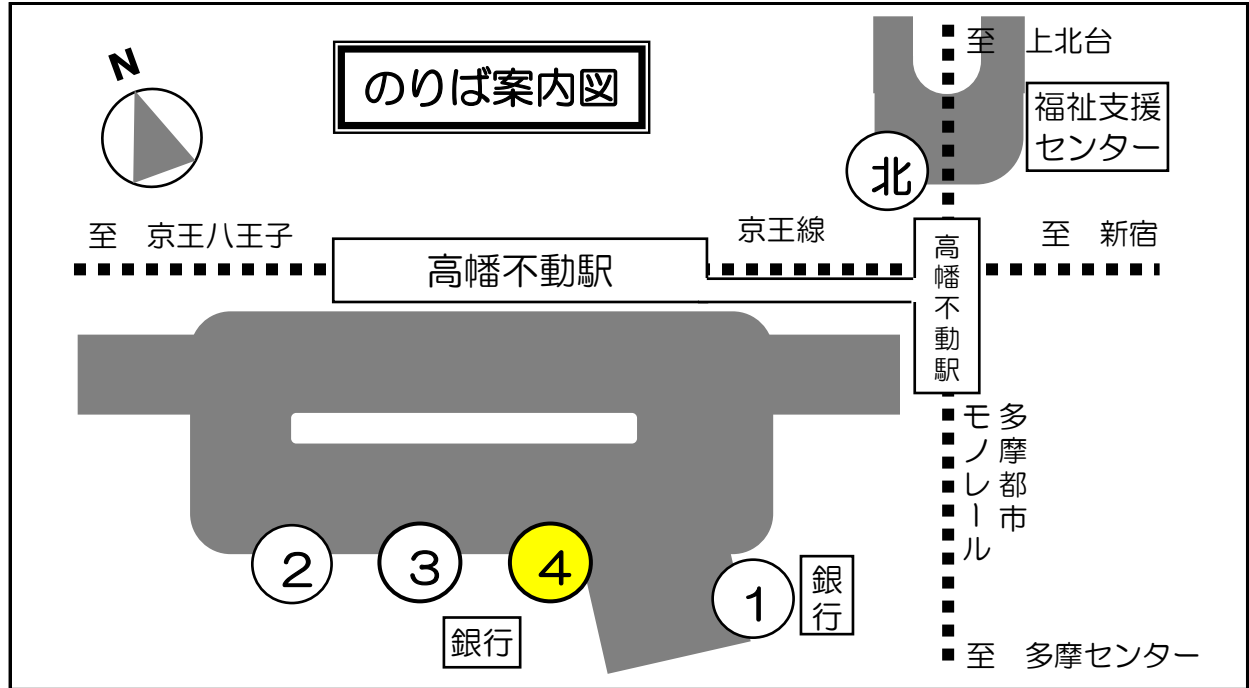 N
のりば案内図
至　上北台
福祉支援
センター
北
至　京王八王子
京王線
至　新宿
高幡不動駅
高幡不動駅
多摩都市
モノレール
2
3
4
1
銀行
銀行
至　多摩センター